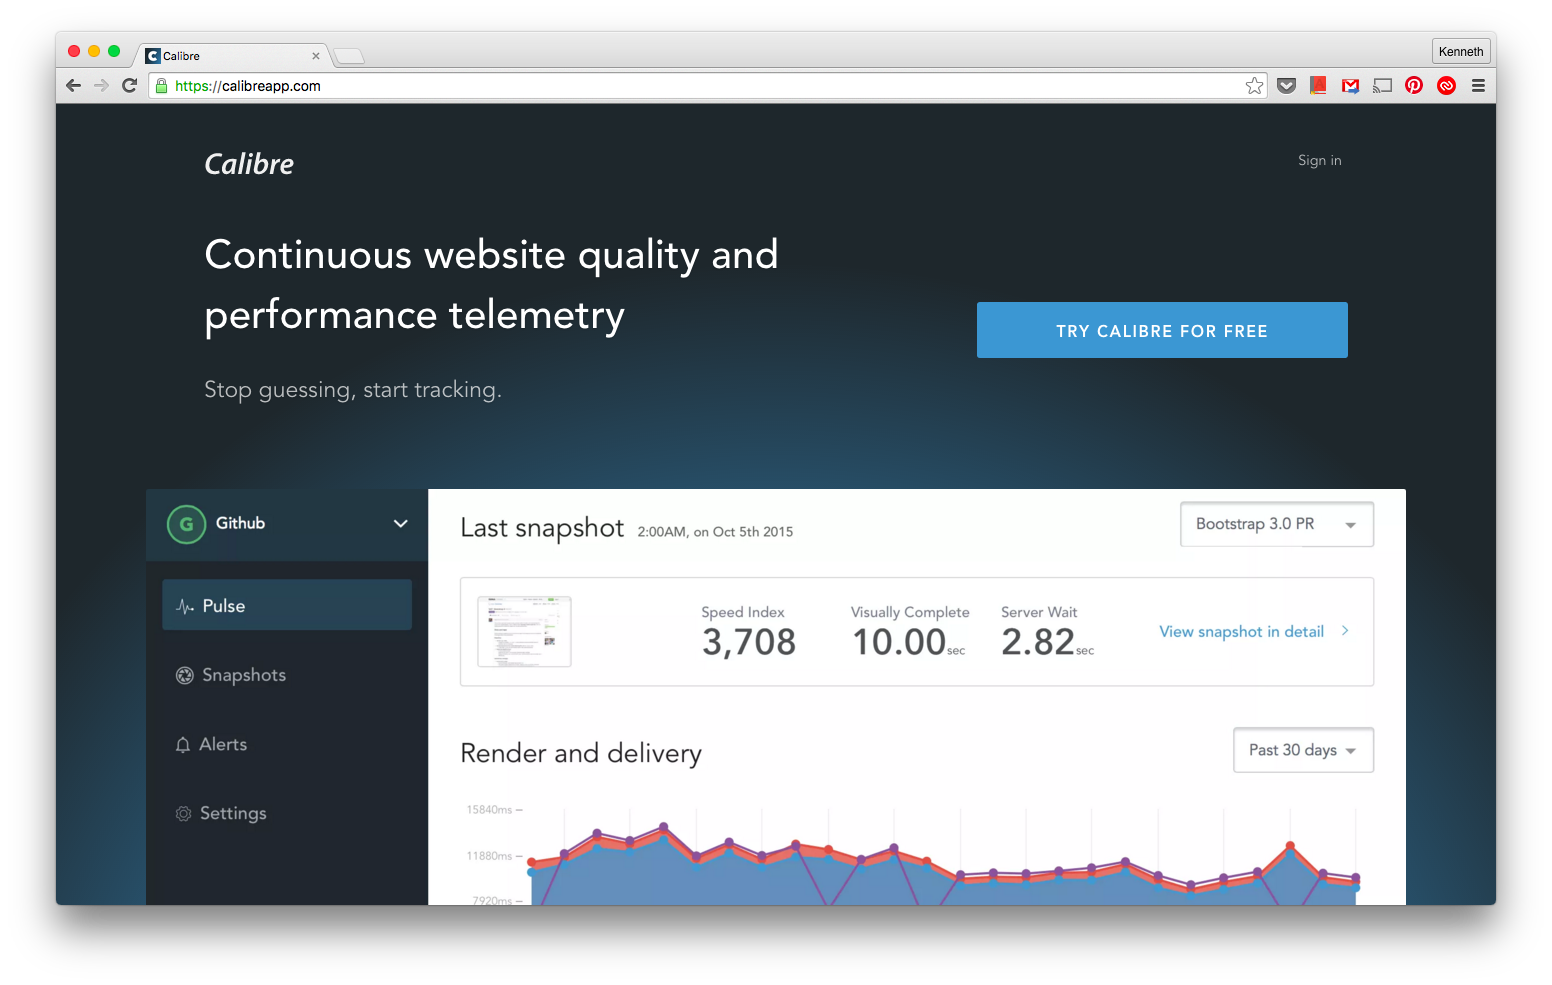 Calibre
Kenneth
https://calibreapp.com
Calibre
Sign in
Continuous website quality and
performance telemetry
TRY CALIBRE FOR FREE
Stop guessing, start tracking.
G
Github
Last snapshot
2:00AM, on Oct 5th 2015
Bootstrap 3.0 PR
Pulse
Snapshots
Alerts
Settings
Speed Index
3,708
Visually Complete
10.00sec
Server Wait
2.82sec
View snapshot in detail
Render and delivery
Past 30 days
15840ms
11880ms
7920ms